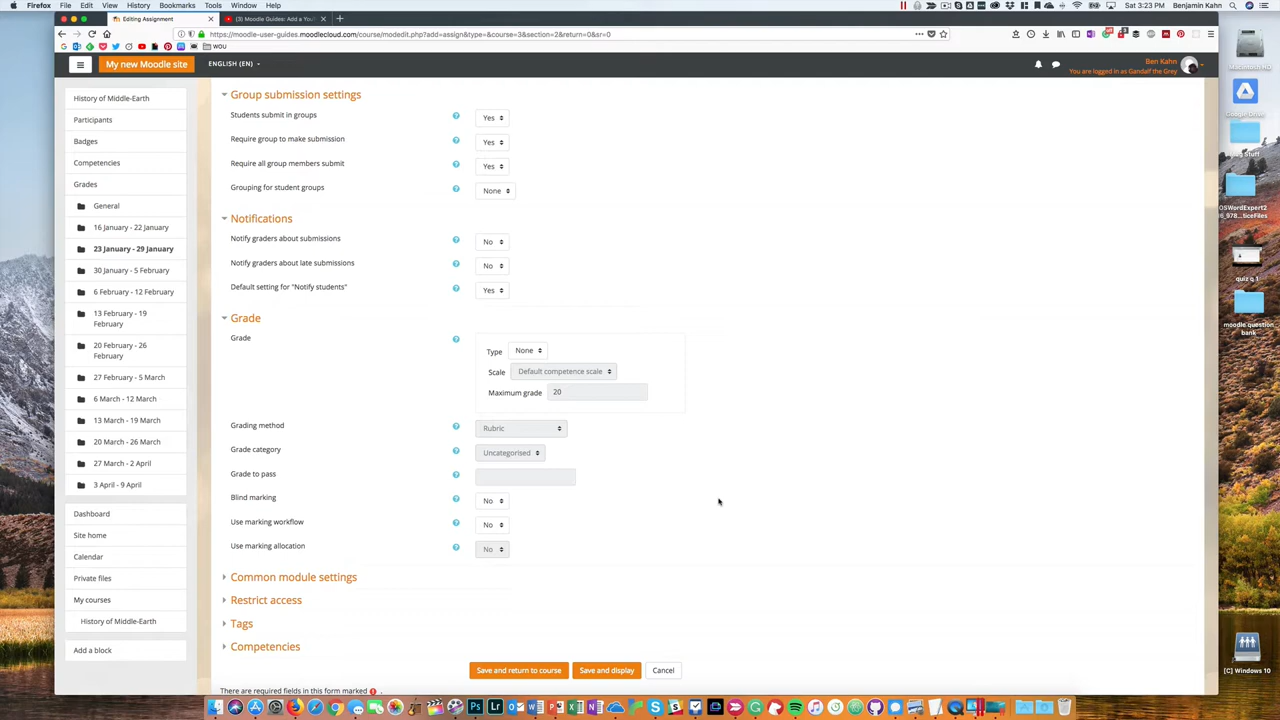 Firefox File Edit View History Bookmarks Tools Window Help
Sat 3:23 PM Benjamin Kahn
Editing Assignment
(3) Moodle Guides: Add a You
https://moodle-user-guides.moodlecloud.com/course/modedit.php?add=assign&type=&course=3&section=2&return=0&sr=0
WOU
My new Moodle site
ENGLISH (EN)
Ben Kahn
You are logged in as Gandalf the Grey
History of Middle-Earth
Participants
Badges
Competencies
Grades
General
16 January - 22 January
23 January - 29 January
30 January - 5 February
6 February - 12 February
13 February - 19
February
20 February - 26
February
27 February - 5 March
6 March - 12 March
13 March - 19 March
20 March - 26 March
27 March - 2 April
3 April - 9 April
Dashboard
Site home
Calendar
Private files
My courses
History of Middle-Earth
Add a block
Group submission settings
Students submit in groups Yes
Require group to make submission Yes
Require all group members submit Yes
Grouping for student groups None
Notifications
Notify graders about submissions No
Notify graders about late submissions No
Default setting for "Notify students" Yes
Grade
Grade
Type None
Scale Default competence scale
Maximum grade 20
Grading method Rubric
Grade category Uncategorised
Grade to pass
Blind marking No
Use marking workflow No
Use marking allocation No
Common module settings
Restrict access
Tags
Competencies
Save and return to course Save and display Cancel
There are required fields in this form marked
Google Drive
quiz q 1
moodle question
bank
[C] Windows 10